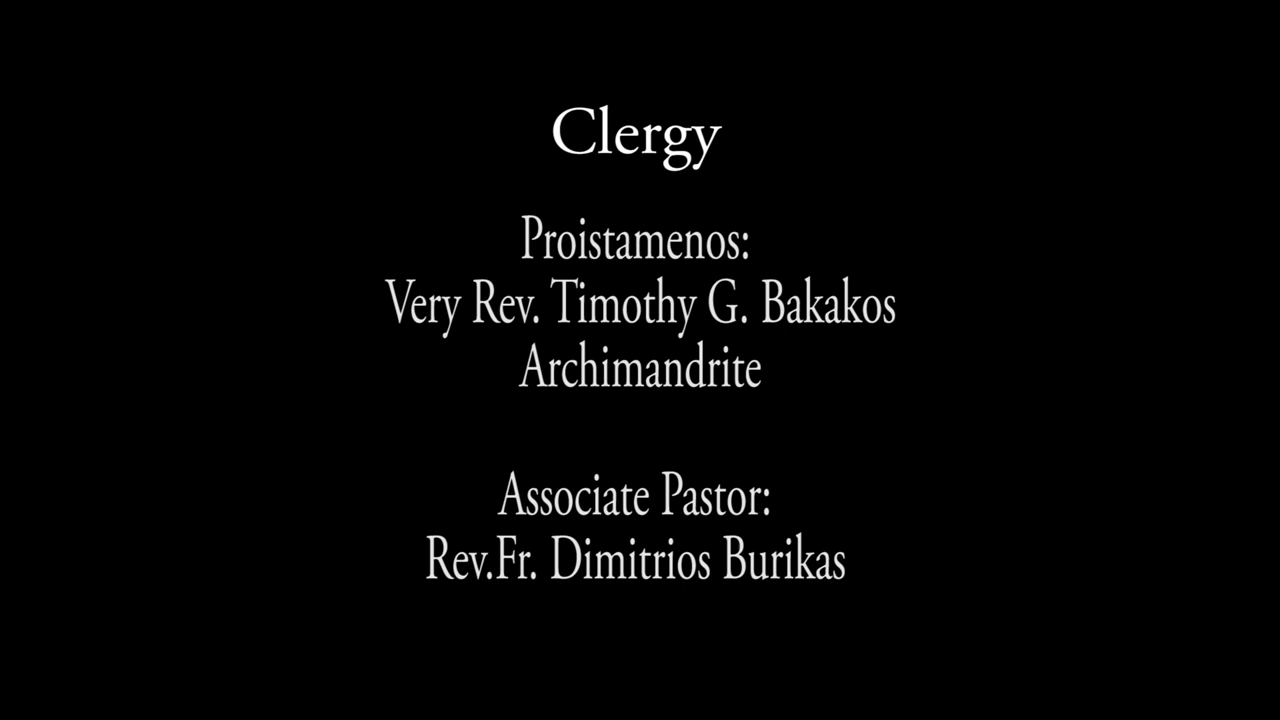 Clergy
Proistamenos:
Very Rev. Timothy G. Bakakos
Archimandrite
Associate Pastor:
Rev.Fr. Dimitrios Burikas